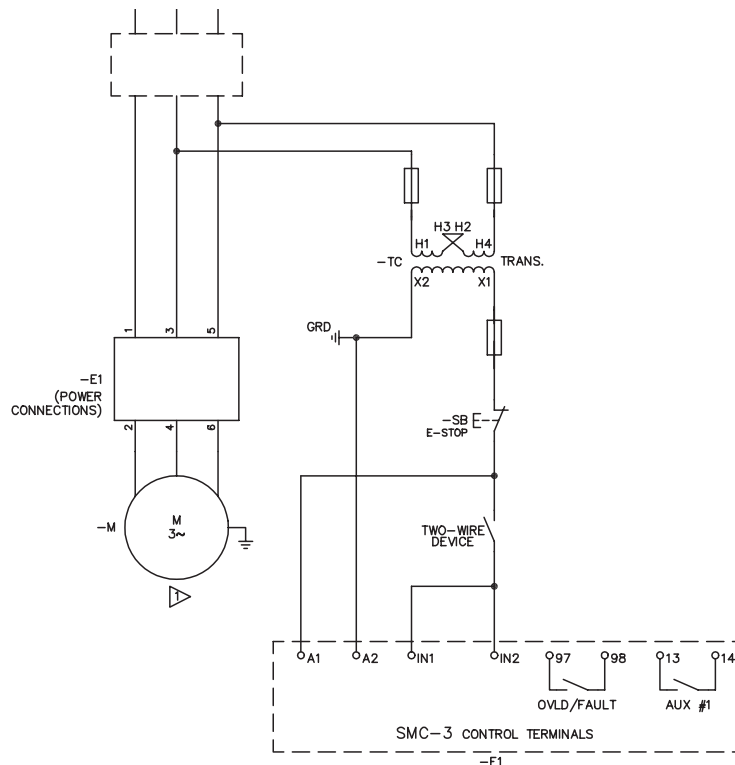 H3 H2
H1
H4
-TC
TRANS.
X2
X1
GRD
1
3
5
-E1
(POWER
CONNECTIONS)
2
4
6
-SB
E-STOP
-M
M
3~
1
TWO-WIRE
DEVICE
A1
A2
IN1
IN2
97
98
13
14
OVLD/FAULT
AUX #1
SMC-3 CONTROL TERMINALS
-E1